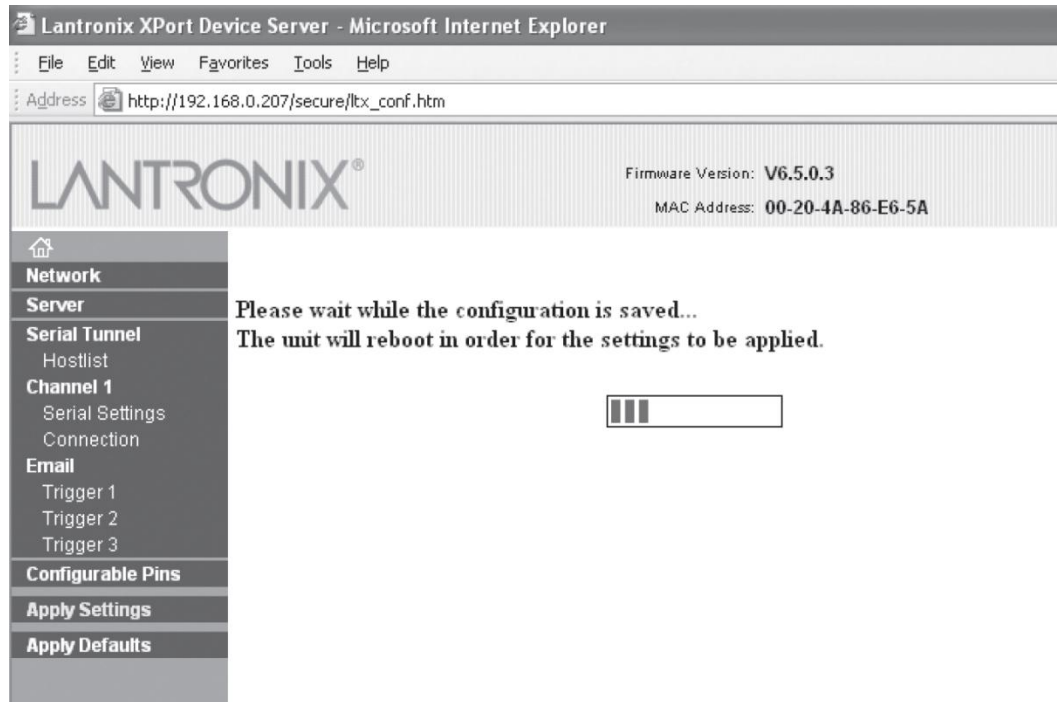 Lantronix XPort Device Server - Microsoft Internet Explorer
File Edit View Favorites Tools Help
Address http://192.168.0.207/secure/ltx_conf.htm
LANTRONIX®
Firmware Version: V6.5.0.3
MAC Address: 00-20-4A-86-E6-5A
Network
Server
Serial Tunnel
Hostlist
Channel 1
Serial Settings
Connection
Email
Trigger 1
Trigger 2
Trigger 3
Configurable Pins
Apply Settings
Apply Defaults
Please wait while the configuration is saved...
The unit will reboot in order for the settings to be applied.